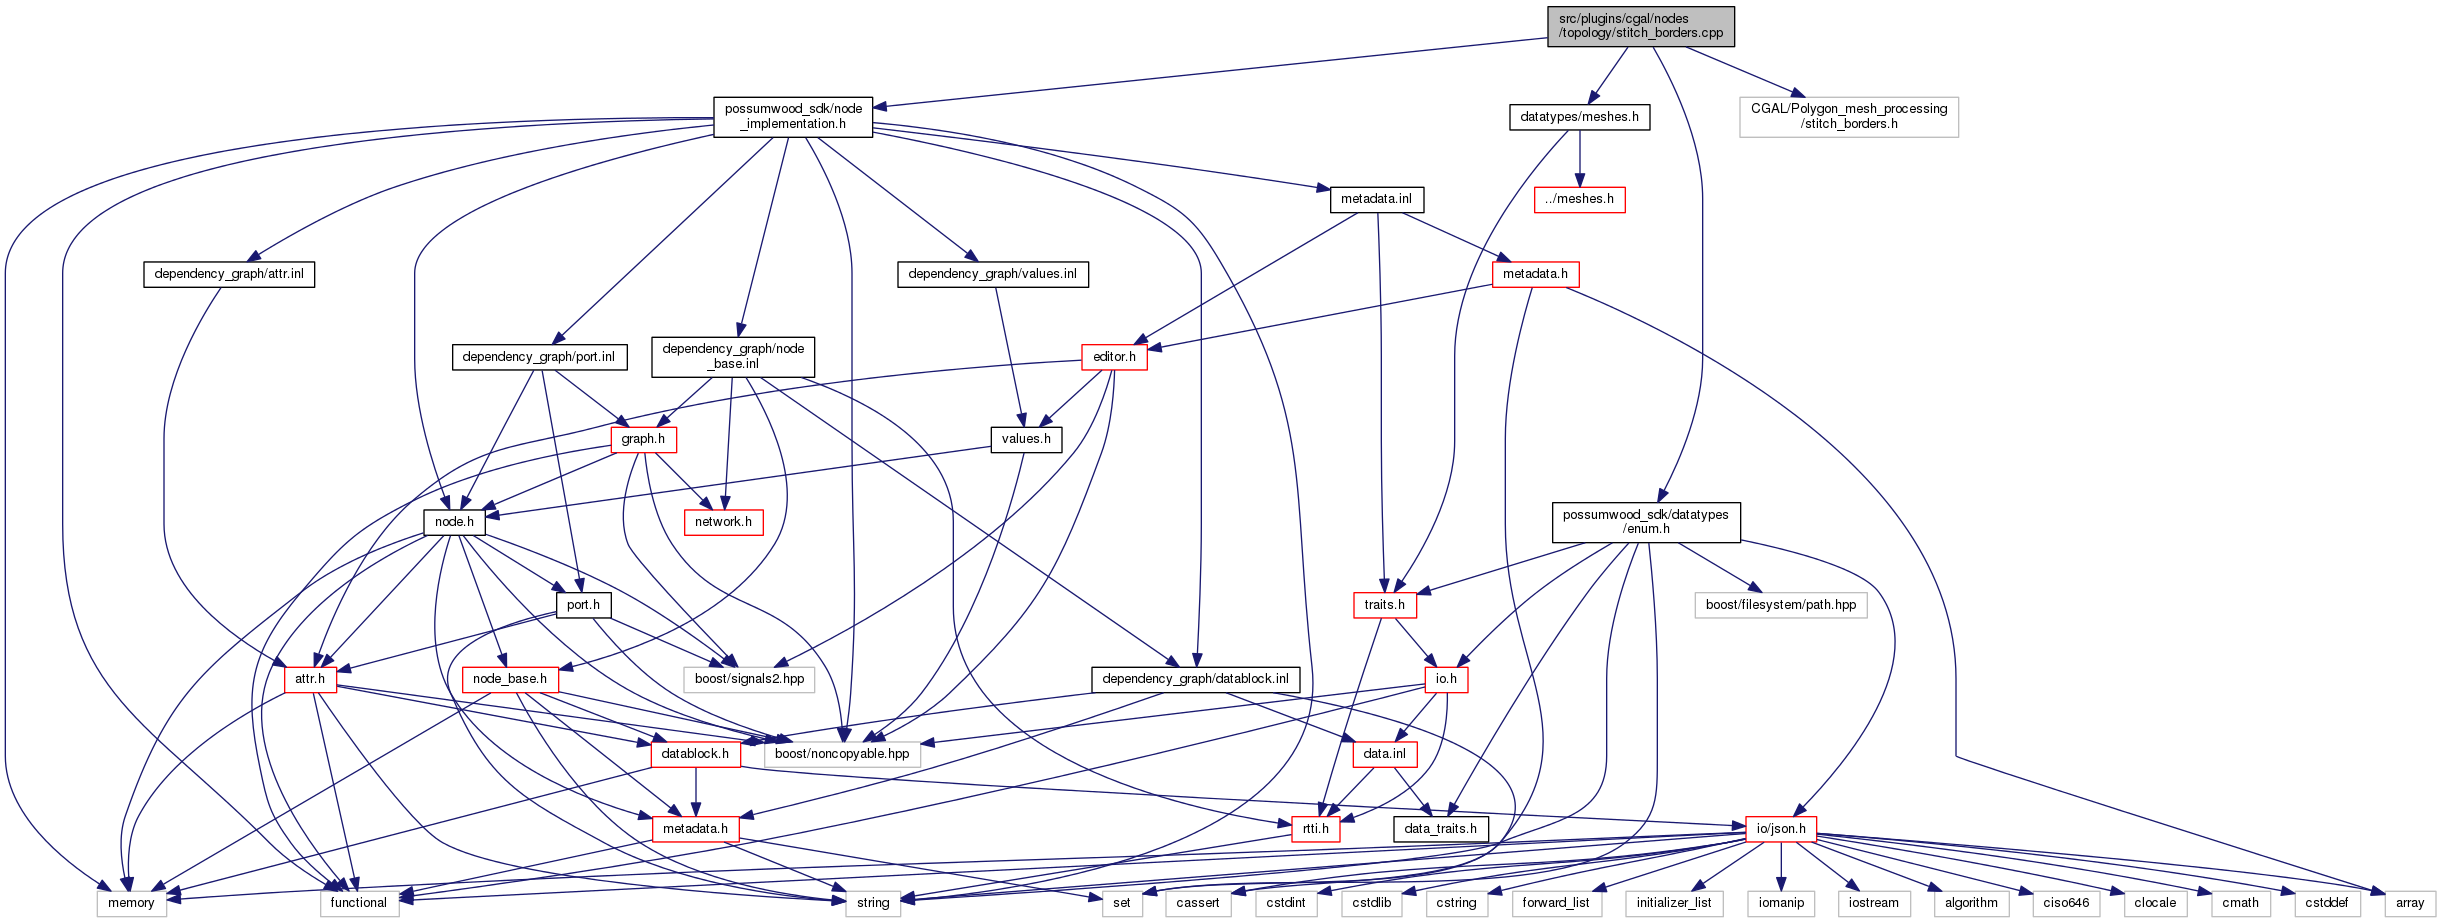 src/plugins/cgal/nodes
/topology/stitch_borders.cpp
possumwood_sdk/node
_implementation.h
datatypes/meshes.h
CGAL/Polygon_mesh_processing
/stitch_borders.h
metadata.inl
../meshes.h
dependency_graph/attr.inl
dependency_graph/values.inl
metadata.h
dependency_graph/port.inl
dependency_graph/node
_base.inl
editor.h
graph.h
values.h
node.h
network.h
possumwood_sdk/datatypes
/enum.h
port.h
traits.h
boost/filesystem/path.hpp
attr.h
node_base.h
boost/signals2.hpp
dependency_graph/datablock.inl
io.h
datablock.h
boost/noncopyable.hpp
data.inl
metadata.h
rtti.h
data_traits.h
io/json.h
memory
functional
string
set
cassert
cstdint
cstdlib
cstring
forward_list
initializer_list
iomanip
iostream
algorithm
ciso646
clocale
cmath
cstddef
array